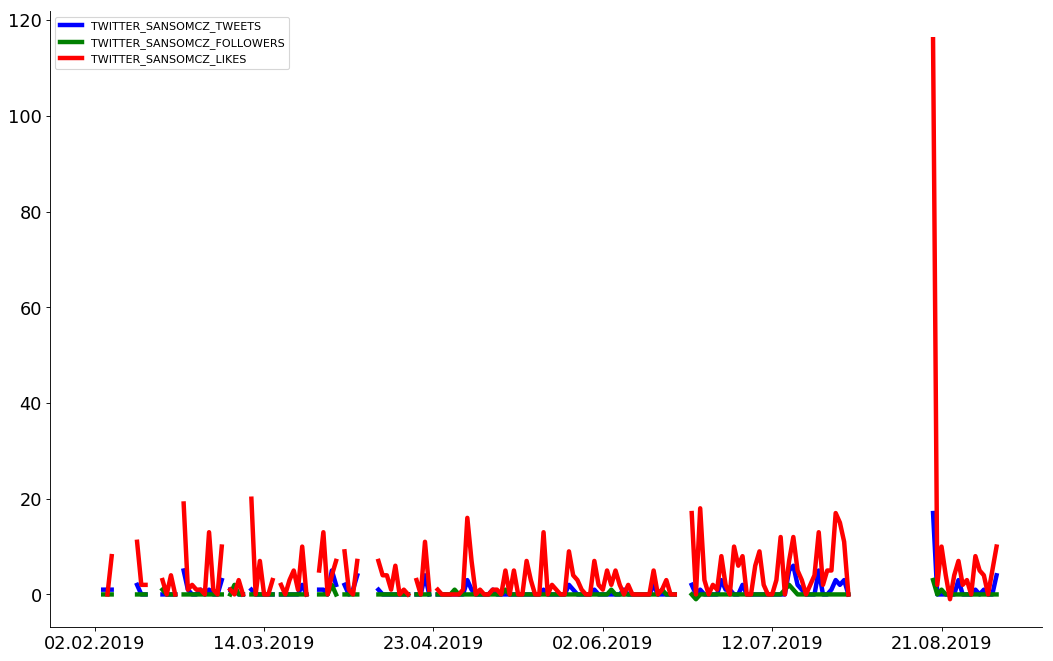 120
TWITTER_SANSOMCZ_TWEETS
TWITTER_SANSOMCZ_FOLLOWERS
TWITTER_SANSOMCZ_LIKES
100
80
60
40
20
0
02.02.2019 14.03.2019 23.04.2019 02.06.2019 12.07.2019 21.08.2019